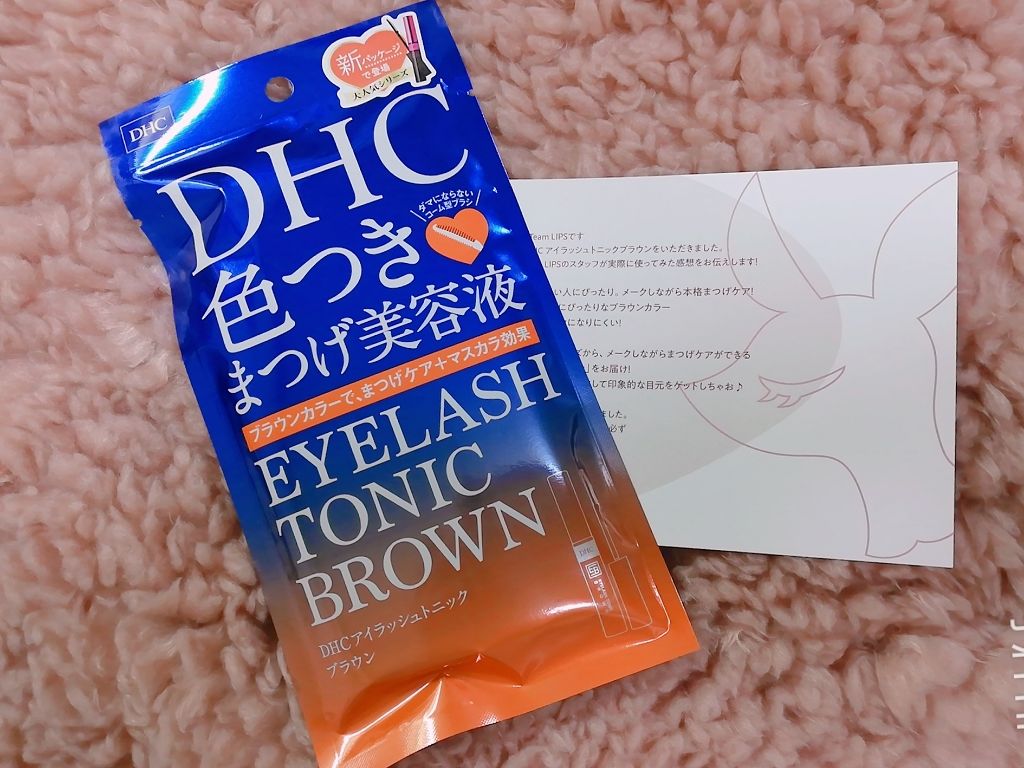 新パッケージ
で登場
大人気シリーズ
DHC
DHC
ダマにならない
コーム型ブラシ
色つき
まつげ美容液
ブラウンカラーで、まつげケア+マスカラ効果
EYELASH
TONIC
BROWN
DHCアイラッシュトニック
ブラウン
DHC
Team LIPSです
アイラッシュトニックブラウンをいただきました。
LIPSのスタッフが実際に使ってみた感想をお伝えします!
い人にぴったり。メークしながら本格まつげケア!
にぴったりなブラウンカラー
になりにくい!
ズから、メークしながらまつげケアができる
」をお届け!
して印象的な目元をゲットしちゃお♪
ました。
必ず